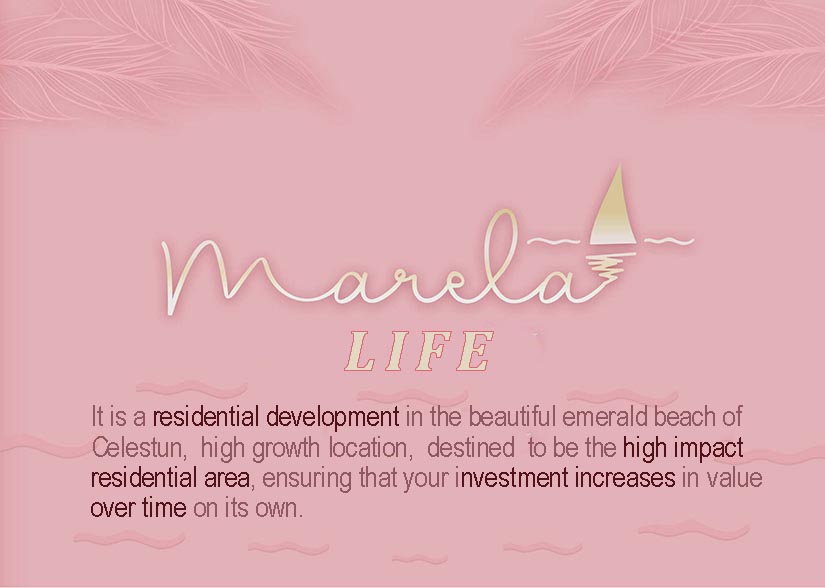 Marela
LIFE
It is a residential development in the beautiful emerald beach of
Celestun, high growth location, destined to be the high impact
residential area, ensuring that your investment increases in value
over time on its own.